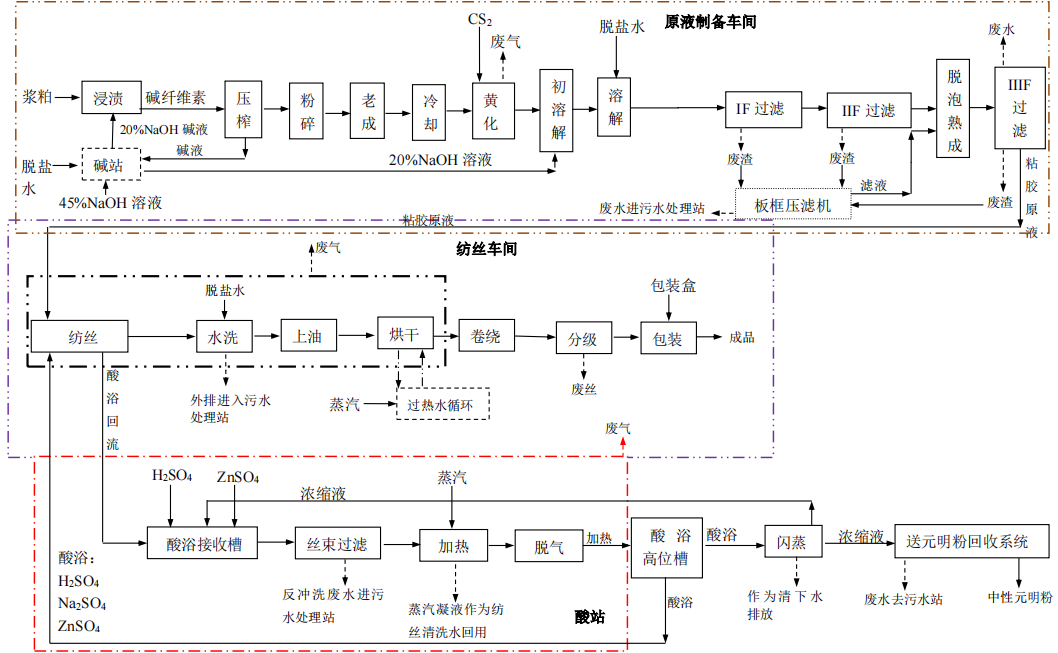 CS₂
原液制备车间
废气
脱盐水
废水
浆粕
浸渍
碱纤维素
压榨
粉碎
老成
冷却
黄化
初溶解
溶解
IF 过滤
IIF 过滤
脱泡熟成
IIIF过滤
20%NaOH 碱液
碱液
脱盐水
碱站
20%NaOH 溶液
45%NaOH 溶液
废渣
废渣
滤液
废渣
粘胶原液
废水进污水处理站
板框压滤机
粘胶原液
纺丝车间
废气
脱盐水
包装盒
纺丝
水洗
上油
烘干
卷绕
分级
包装
成品
酸浴回流
外排进入污水
处理站
蒸汽
过热水循环
废丝
废气
H₂SO₄
ZnSO₄
浓缩液
蒸汽
酸浴接收槽
丝束过滤
加热
脱气
加热
酸 浴
高位槽
酸浴
闪蒸
浓缩液
送元明粉回收系统
酸浴：
H₂SO₄
Na₂SO₄
ZnSO₄
反冲洗废水进污
水处理站
蒸汽凝液作为纺
丝清洗水回用
酸站
酸浴
作为清下水
排放
废水去污水站
中性元明粉